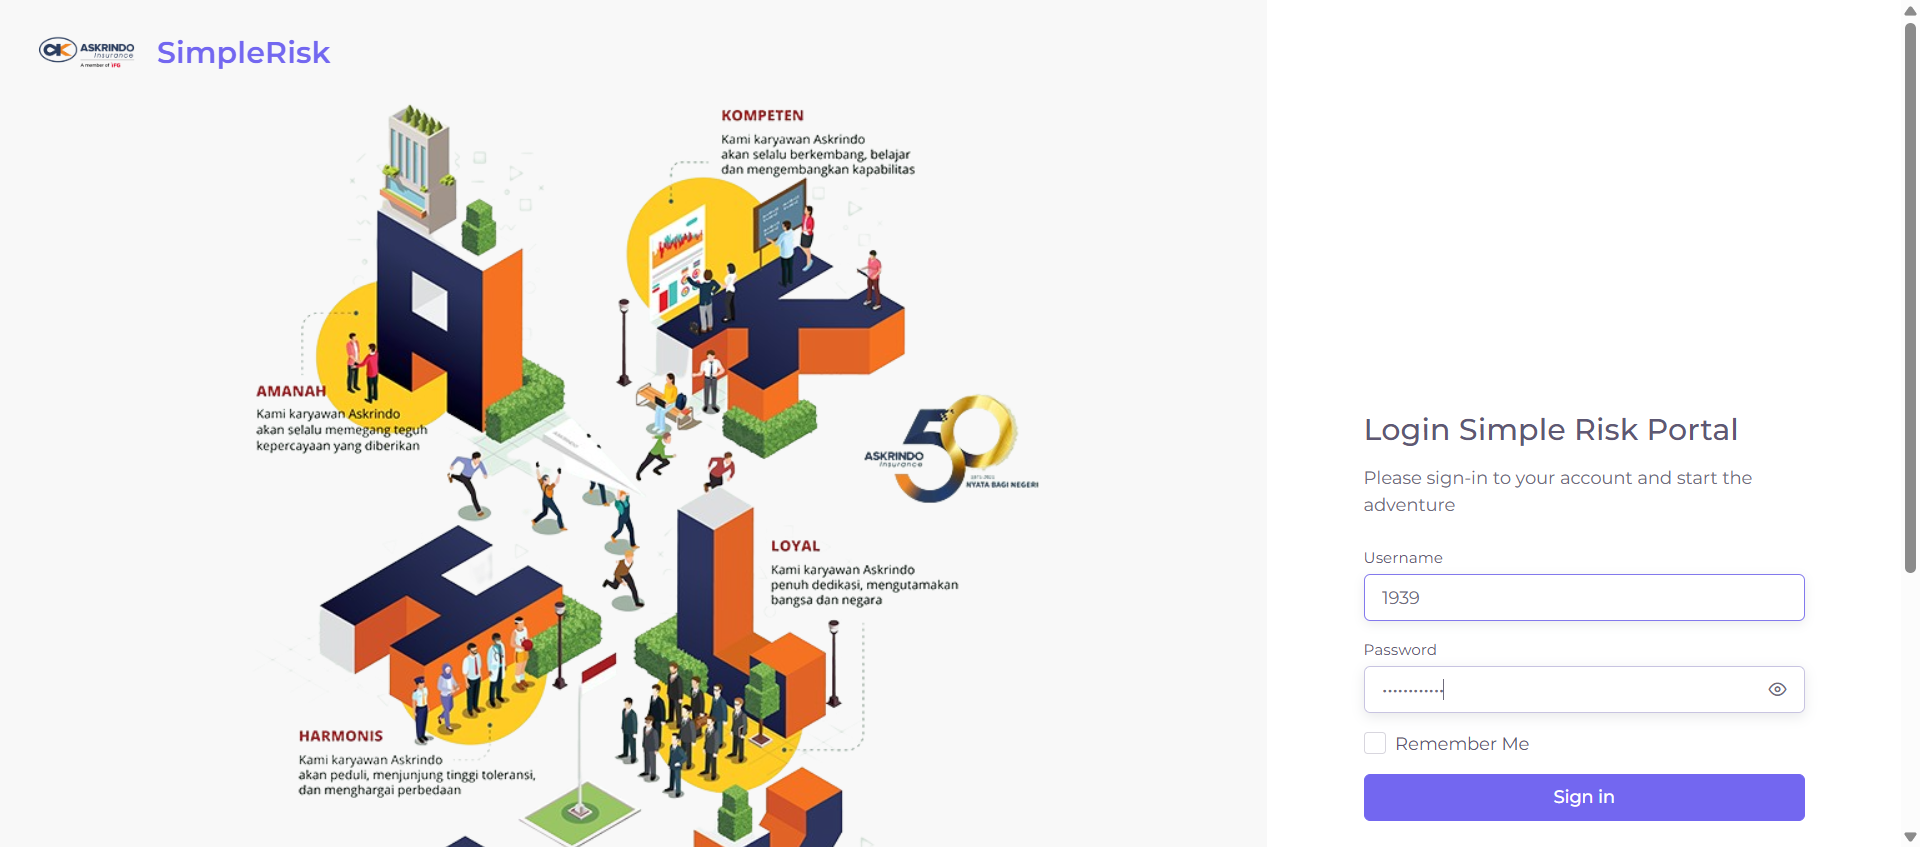 ASKRINDO
Insurance
A member of IFG
SimpleRisk
KOMPETEN
Kami karyawan Askrindo
akan selalu berkembang, belajar
dan mengembangkan kapabilitas
AMANAH
Kami karyawan Askrindo
akan selalu memegang teguh
kepercayaan yang diberikan
50
ASKRINDO
Insurance
NYATA BAGI NEGERI
LOYAL
Kami karyawan Askrindo
penuh dedikasi, mengutamakan
bangsa dan negara
HARMONIS
Kami karyawan Askrindo
akan peduli, menjunjung tinggi toleransi,
dan menghargai perbedaan
Login Simple Risk Portal
Please sign-in to your account and start the
adventure
Username
1939
Password
············
Remember Me
Sign in